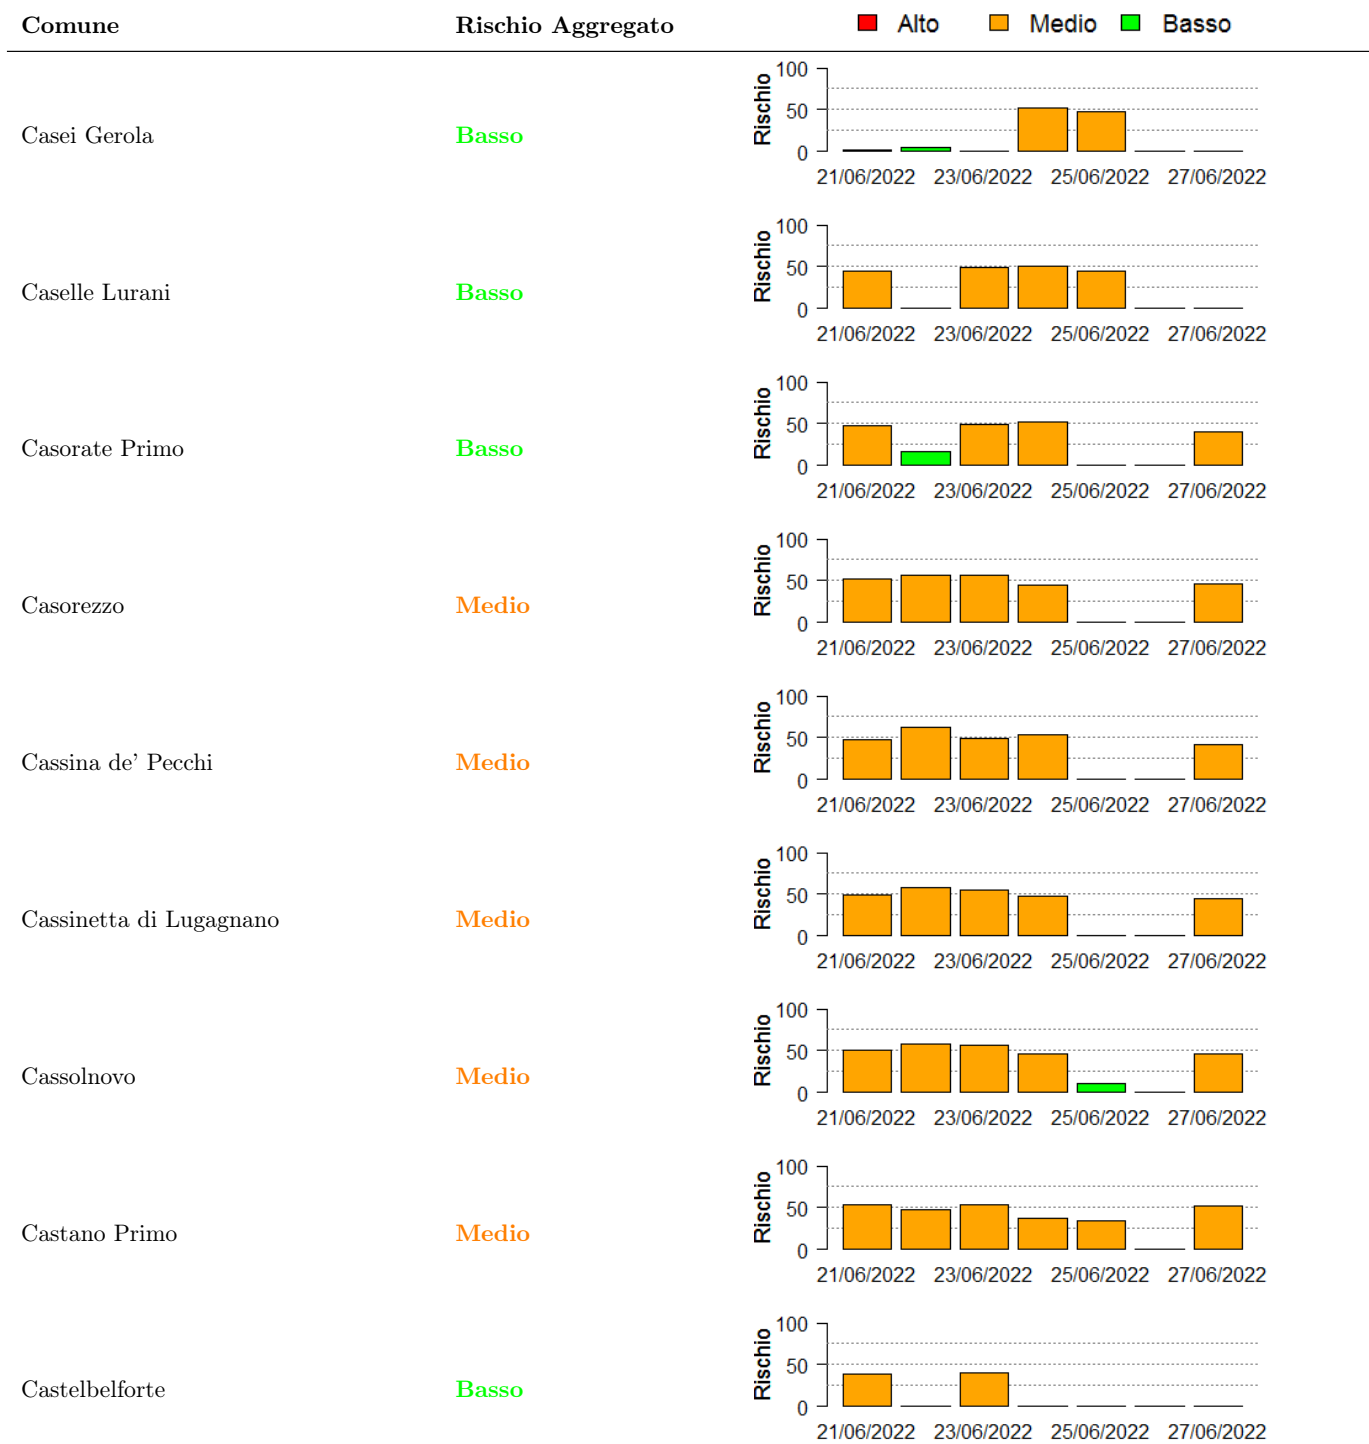 Comune Rischio Aggregato Alto Medio Basso
100
50
0
Rischio
Casei Gerola Basso
21/06/2022 23/06/2022 25/06/2022 27/06/2022
100
50
0
Rischio
Caselle Lurani Basso
21/06/2022 23/06/2022 25/06/2022 27/06/2022
100
50
0
Rischio
Casorate Primo Basso
21/06/2022 23/06/2022 25/06/2022 27/06/2022
100
50
0
Rischio
Casorezzo Medio
21/06/2022 23/06/2022 25/06/2022 27/06/2022
100
50
0
Rischio
Cassina de' Pecchi Medio
21/06/2022 23/06/2022 25/06/2022 27/06/2022
100
50
0
Rischio
Cassinetta di Lugagnano Medio
21/06/2022 23/06/2022 25/06/2022 27/06/2022
100
50
0
Rischio
Cassolnovo Medio
21/06/2022 23/06/2022 25/06/2022 27/06/2022
100
50
0
Rischio
Castano Primo Medio
21/06/2022 23/06/2022 25/06/2022 27/06/2022
100
50
0
Rischio
Castelbelforte Basso
21/06/2022 23/06/2022 25/06/2022 27/06/2022